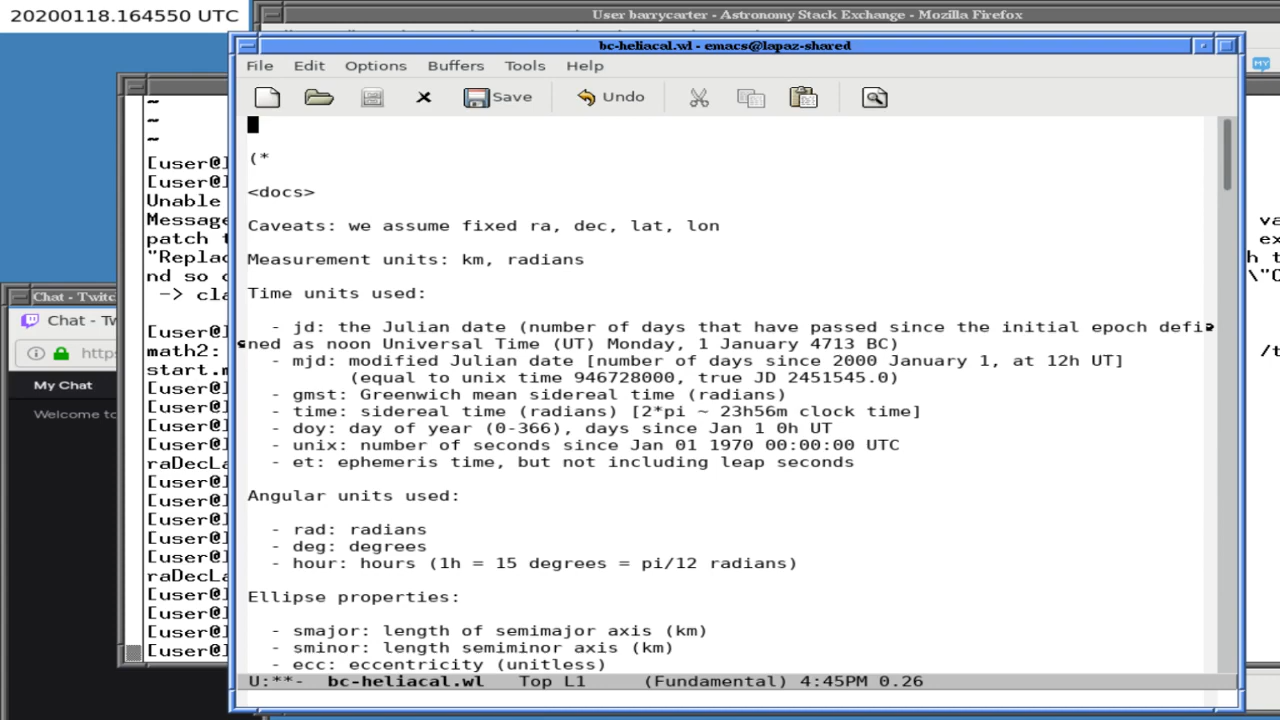 20200118.164550 UTC
User barrycarter - Astronomy Stack Exchange - Mozilla Firefox
bc-heliacal.wl - emacs@lapaz-shared
File Edit Options Buffers Tools Help
Save Undo
(*
<docs>
Caveats: we assume fixed ra, dec, lat, lon
Measurement units: km, radians
Time units used:
- jd: the Julian date (number of days that have passed since the initial epoch defi
ned as noon Universal Time (UT) Monday, 1 January 4713 BC)
- mjd: modified Julian date [number of days since 2000 January 1, at 12h UT]
(equal to unix time 946728000, true JD 2451545.0)
- gmst: Greenwich mean sidereal time (radians)
- time: sidereal time (radians) [2*pi ~ 23h56m clock time]
- doy: day of year (0-366), days since Jan 1 0h UT
- unix: number of seconds since Jan 01 1970 00:00:00 UTC
- et: ephemeris time, but not including leap seconds
Angular units used:
- rad: radians
- deg: degrees
- hour: hours (1h = 15 degrees = pi/12 radians)
Ellipse properties:
- smajor: length of semimajor axis (km)
- sminor: length semiminor axis (km)
- ecc: eccentricity (unitless)
U:**- bc-heliacal.wl Top L1 (Fundamental) 4:45PM 0.26
~
~
~
[user@]
[user@]
Unable
Message
patch t
"Repla
nd so
-> cla
[user@]
math2:
start.m
[user@]
[user@]
[user@]
[user@]
raDecLa
[user@]
[user@]
[user@]
[user@]
[user@]
raDecLa
[user@]
[user@]
[user@]
[user@]
Chat - Twitc
Chat - Tw
https
My Chat
Welcome to
MY
va
ex
h t
\"C
/t